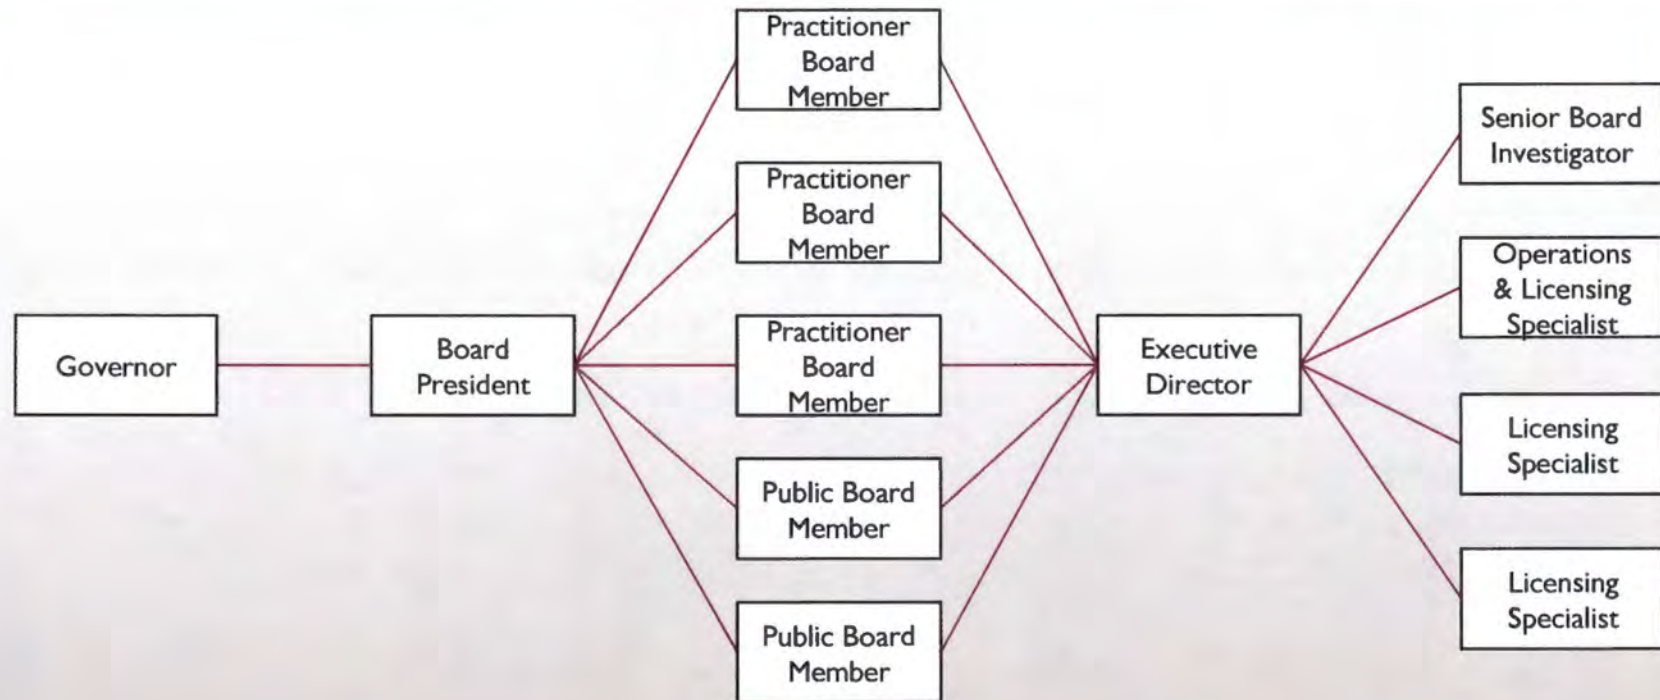 Governor
Board
President
Practitioner
Board
Member
Practitioner
Board
Member
Practitioner
Board
Member
Public Board
Member
Public Board
Member
Executive
Director
Senior Board
Investigator
Operations
& Licensing
Specialist
Licensing
Specialist
Licensing
Specialist